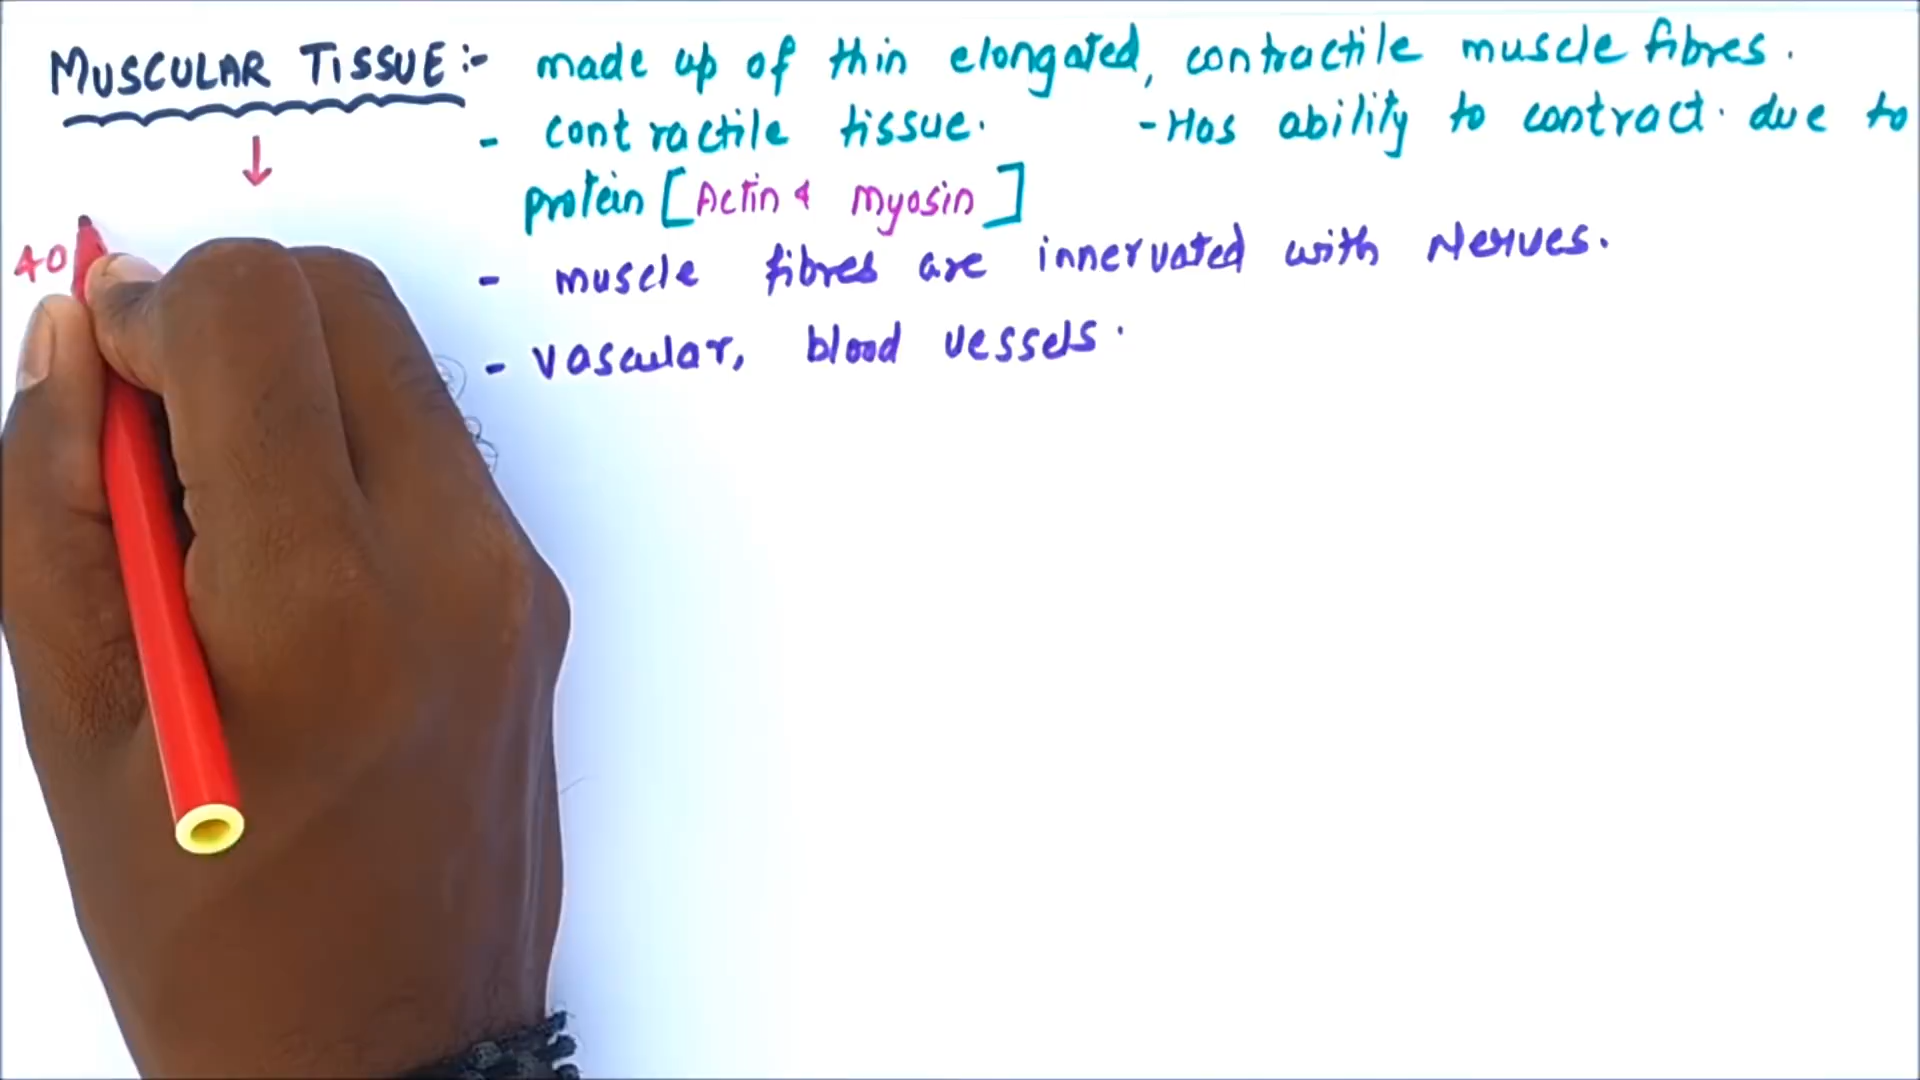 MUSCULAR TISSUE :- made up of thin elongated, contractile muscle fibres.
- contractile tissue. - Has ability to contract. due to
protein [Actin & Myosin]
40
- muscle fibres are innervated with Nerves.
- vascular, blood vessels.